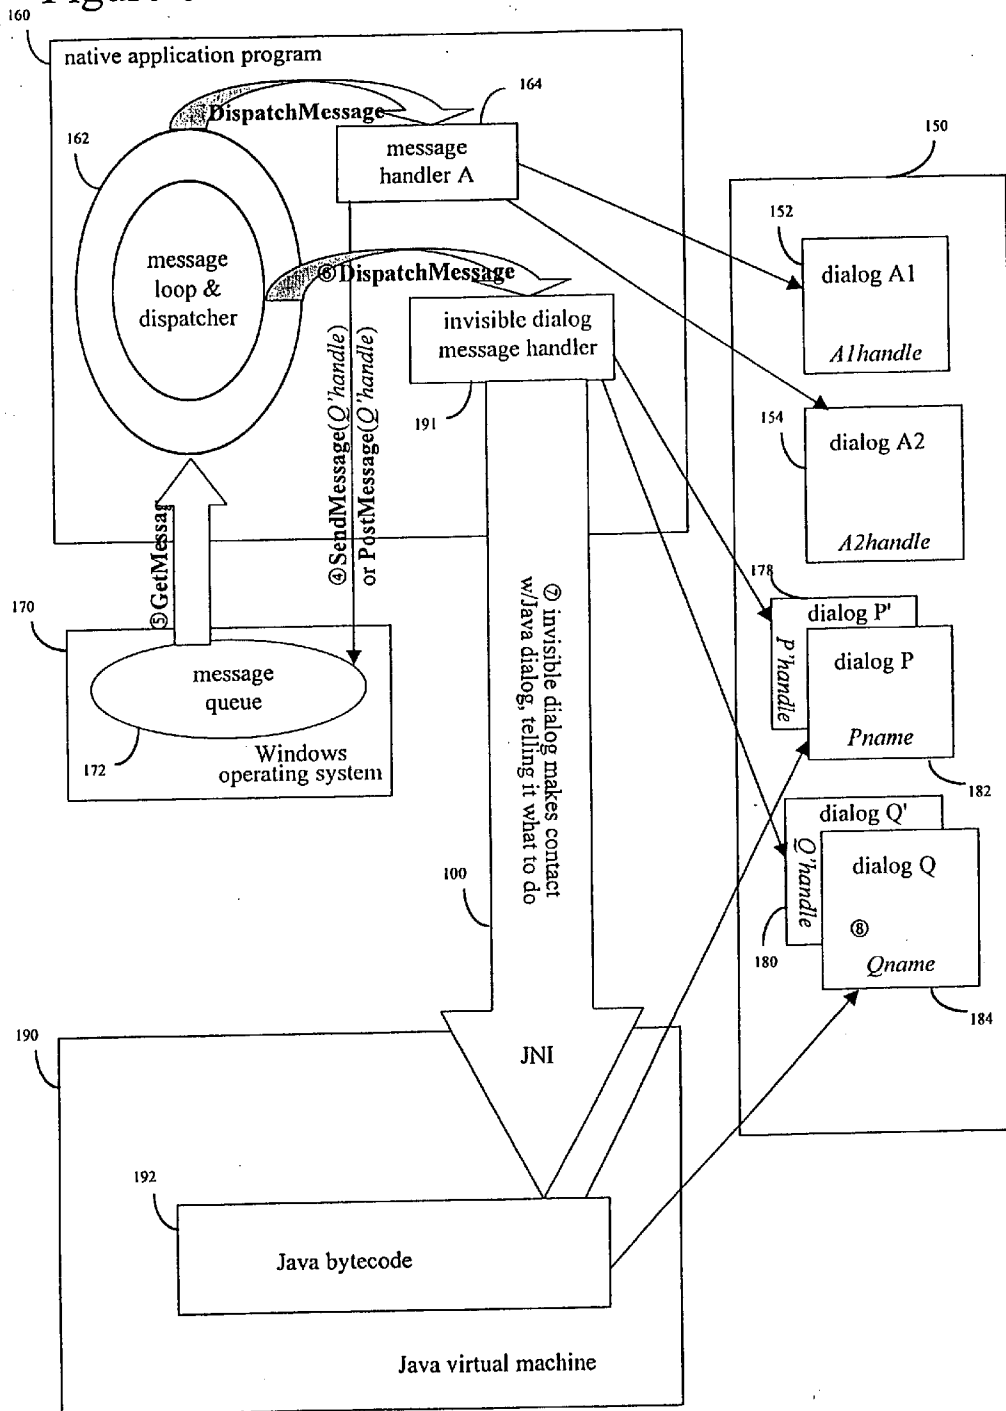 160
native application program
DispatchMessage
164
162
message
handler A
150
152
dialog A1
A1handle
message
loop &
dispatcher
⑥DispatchMessage
invisible dialog
message handler
191
④SendMessage(Q'handle)
or PostMessage(Q'handle)
154
dialog A2
A2handle
⑤GetMessag
170
message
queue
172
Windows
operating system
178
dialog P'
P'handle
dialog P
Pname
182
⑦ invisible dialog makes contact
w/Java dialog, telling it what to do
dialog Q'
Q'handle
180
dialog Q
⑧
Qname
184
100
190
JNI
192
Java bytecode
Java virtual machine